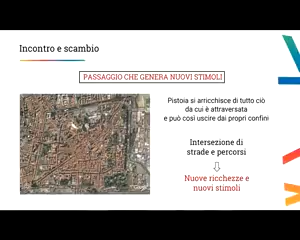 Incontro e scambio
PASSAGGIO CHE GENERA NUOVI STIMOLI
Pistoia si arricchisce di tutto ciò
da cui è attraversata
e può così uscire dai propri confini
Intersezione di
strade e percorsi
Nuove ricchezze e
nuovi stimoli